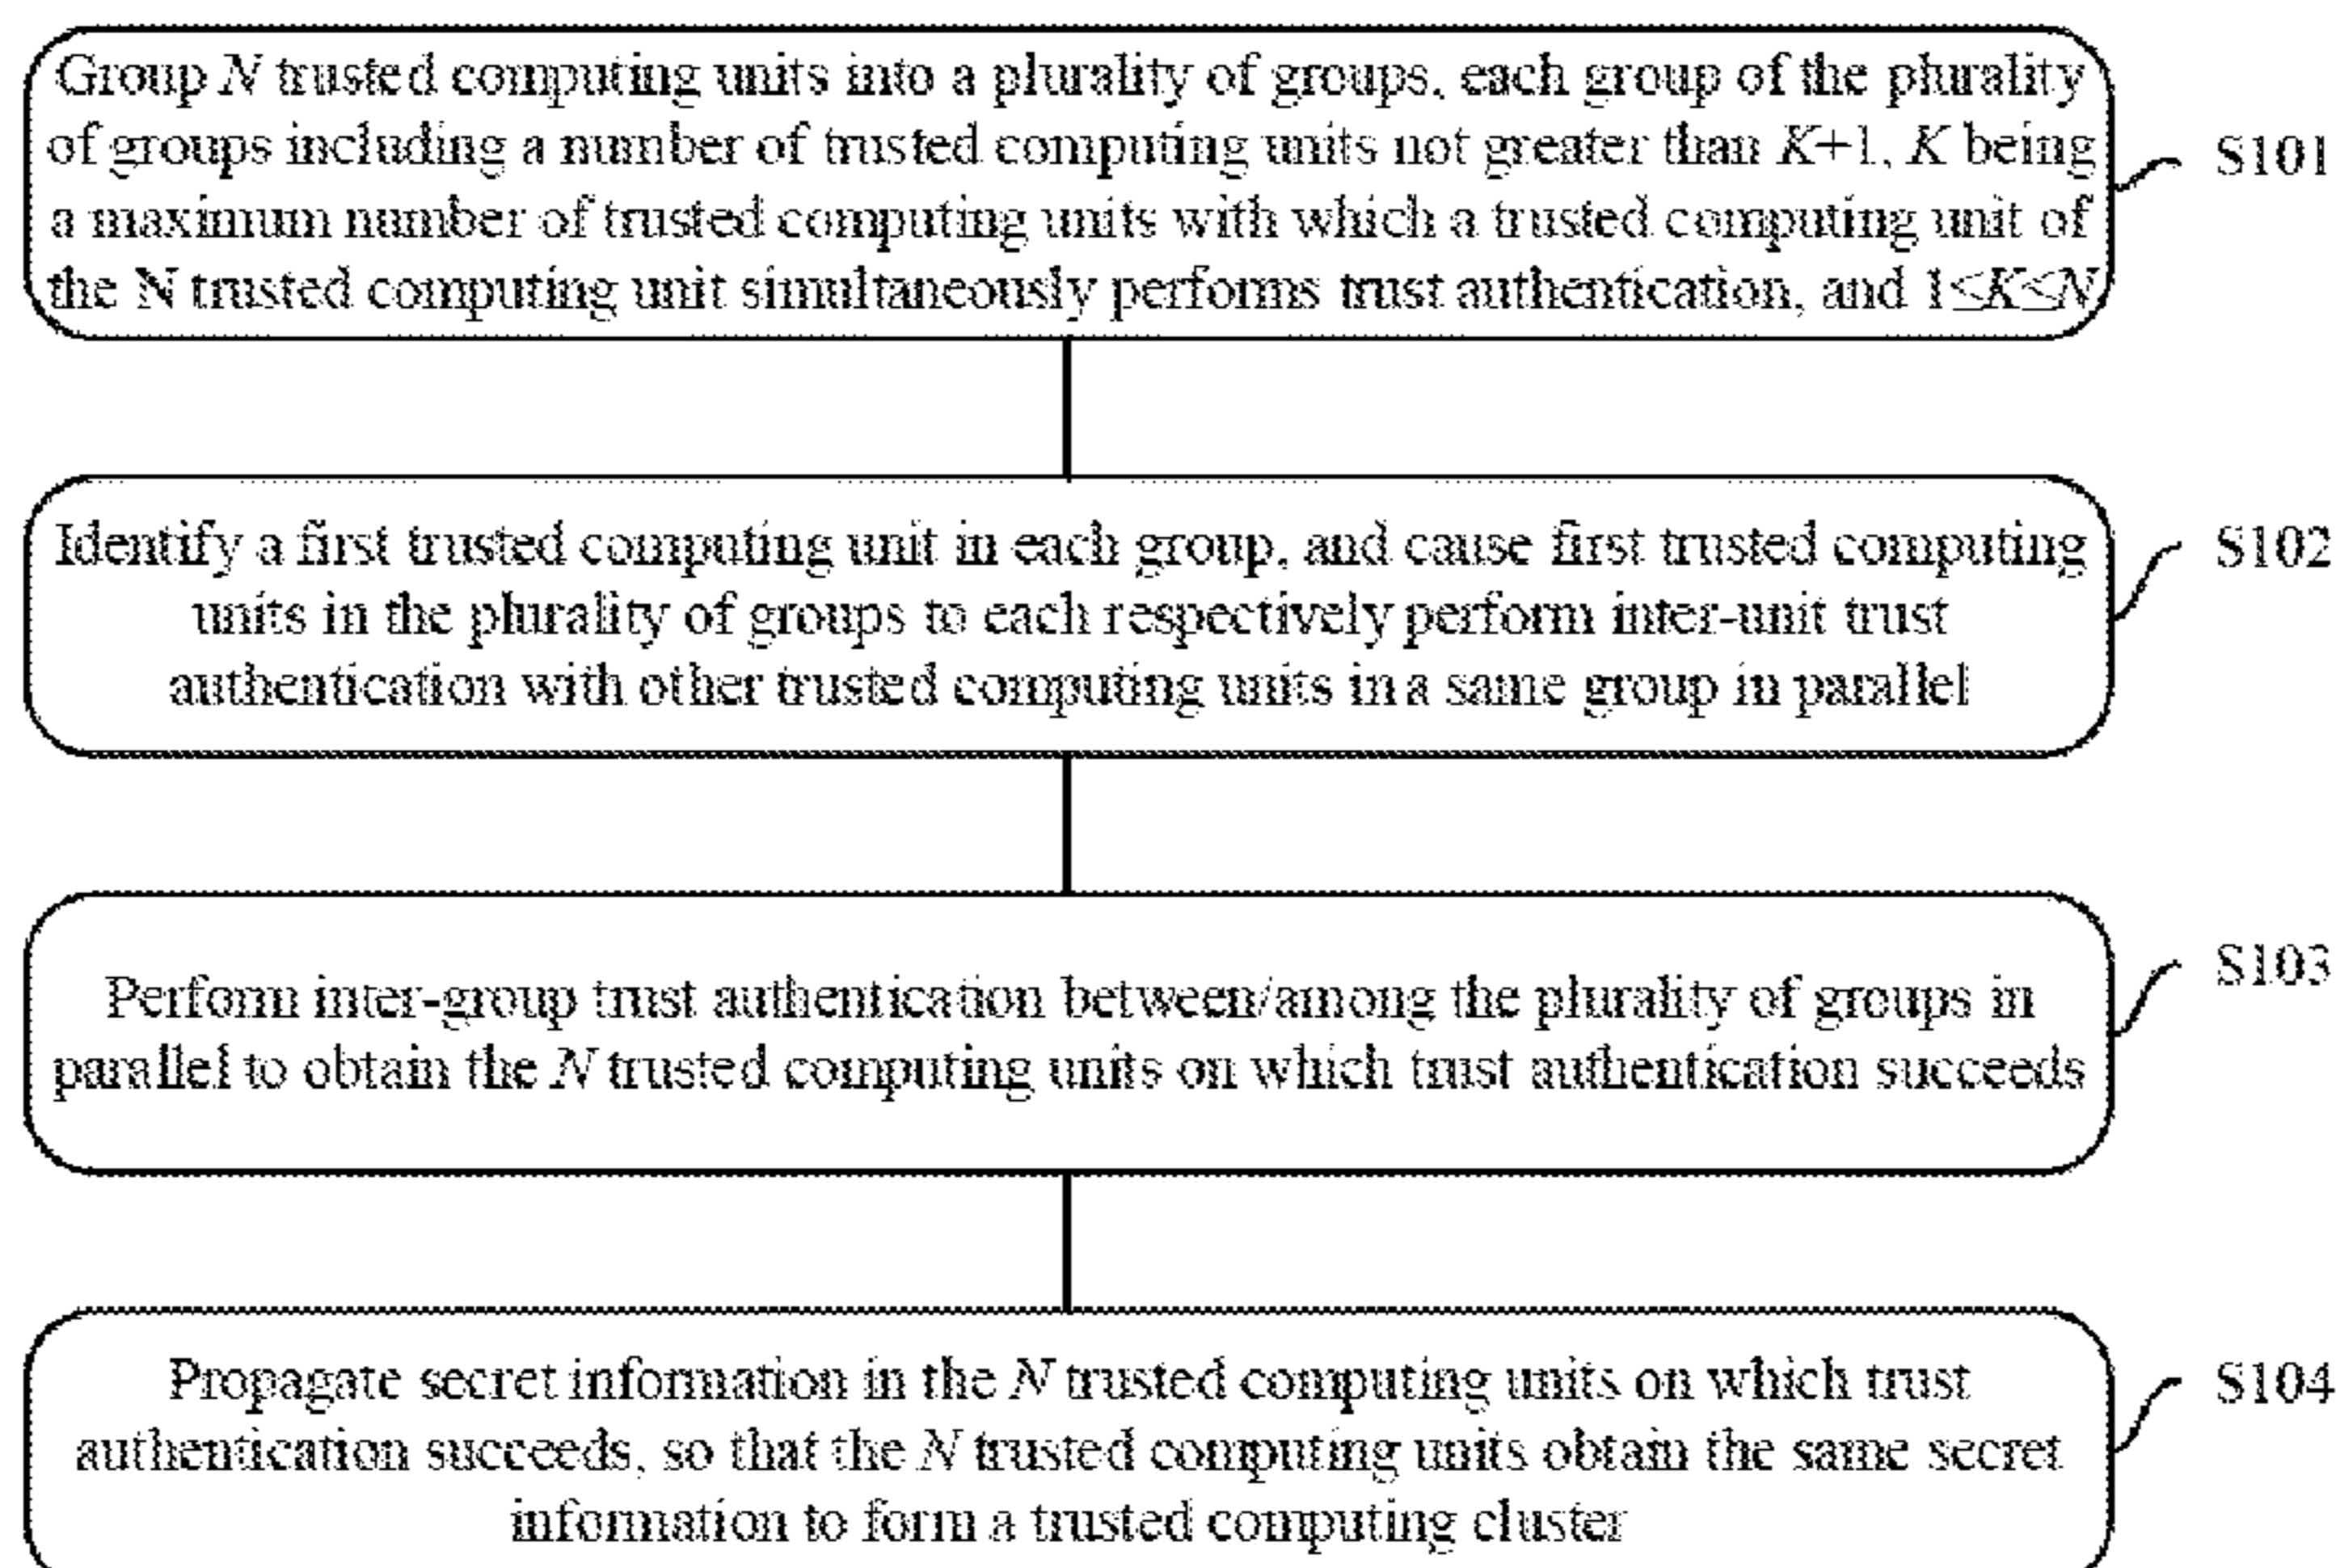 Group N trusted computing units into a plurality of groups, each group of the plurality
of groups including a number of trusted computing units not greater than K+1, K being
a maximum number of trusted computing units with which a trusted computing unit of
the N trusted computing unit simultaneously performs trust authentication, and 1≤K≤N
S101
Identify a first trusted computing unit in each group, and cause first trusted computing
units in the plurality of groups to each respectively perform inter-unit trust
authentication with other trusted computing units in a same group in parallel
S102
Perform inter-group trust authentication between/among the plurality of groups in
parallel to obtain the N trusted computing units on which trust authentication succeeds
S103
Propagate secret information in the N trusted computing units on which trust
authentication succeeds, so that the N trusted computing units obtain the same secret
information to form a trusted computing cluster
S104